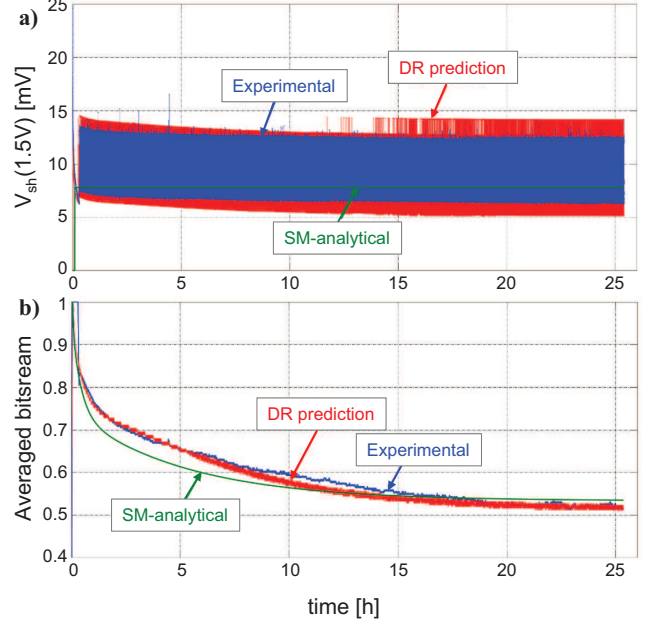 a)
25
20
15
10
5
0
V_sh(1.5V) [mV]
Experimental
DR prediction
SM-analytical
0
5
10
15
20
25
b)
1
0.9
0.8
0.7
0.6
0.5
0.4
Averaged bitsream
DR prediction
Experimental
SM-analytical
0
5
10
15
20
25
time [h]